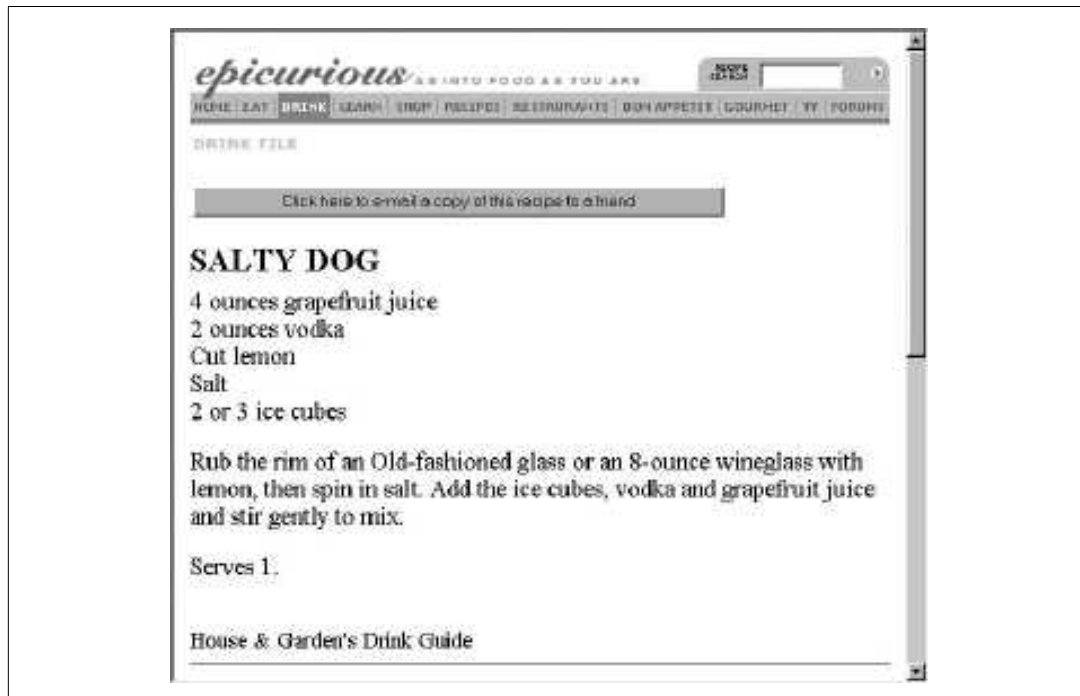 epicurious AS INTO FOOD AS YOU ARE
RECIPE
SEARCH
HOME EAT DRINK LEARN SHOP RECIPES RESTAURANTS BON APPETIT GOURMET TV FORUMS
DRINK FILE
Click here to e-mail a copy of this recipe to a friend
SALTY DOG
4 ounces grapefruit juice
2 ounces vodka
Cut lemon
Salt
2 or 3 ice cubes
Rub the rim of an Old-fashioned glass or an 8-ounce wineglass with
lemon, then spin in salt. Add the ice cubes, vodka and grapefruit juice
and stir gently to mix.
Serves 1.
House & Garden's Drink Guide